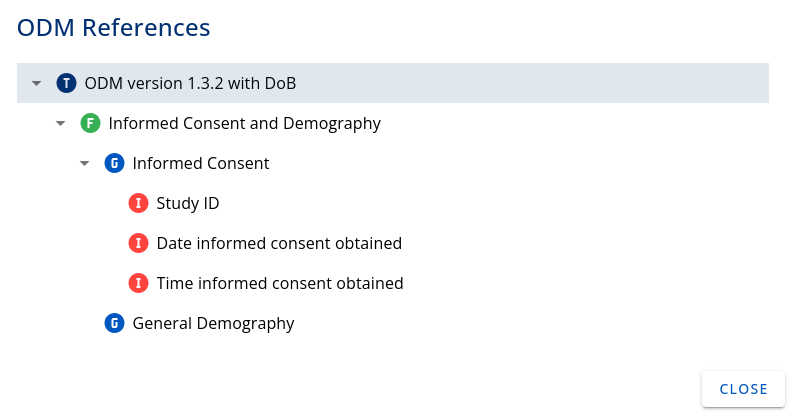 ODM References
T ODM version 1.3.2 with DoB
F Informed Consent and Demography
G Informed Consent
I Study ID
I Date informed consent obtained
I Time informed consent obtained
G General Demography
CLOSE